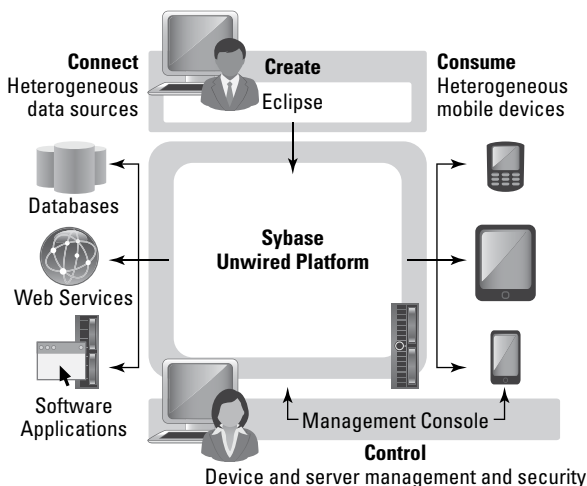 Connect
Heterogeneous
data sources
Create
Eclipse
Consume
Heterogeneous
mobile devices
Databases
Web Services
Software
Applications
Sybase
Unwired Platform
Management Console
Control
Device and server management and security